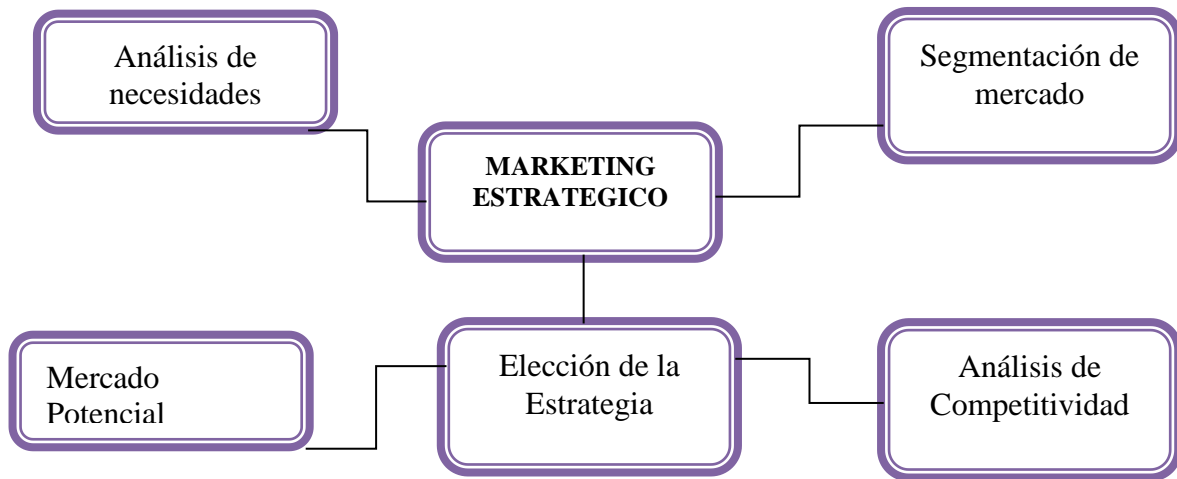 Análisis de
necesidades
Segmentación de
mercado
MARKETING
ESTRATEGICO
Mercado
Potencial
Elección de la
Estrategia
Análisis de
Competitividad